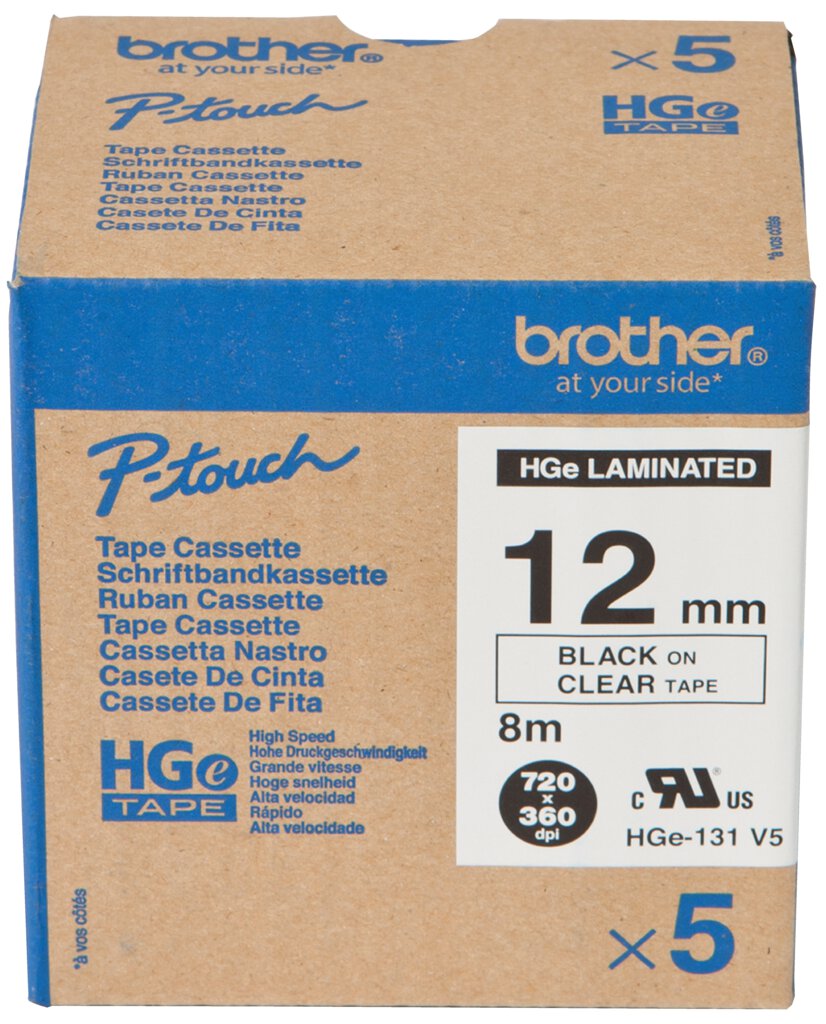 brother®
at your side*
×5
P-touch
HGe
TAPE
Tape Cassette
Schriftbandkassette
Ruban Cassette
Tape Cassette
Cassetta Nastro
Casete De Cinta
Cassete De Fita
*à vos côtés
brother®
at your side*
P-touch
Tape Cassette
Schriftbandkassette
Ruban Cassette
Tape Cassette
Cassetta Nastro
Casete De Cinta
Cassete De Fita
HGe
TAPE
High Speed
Hohe Druckgeschwindigkeit
Grande vitesse
Hoge snelheid
Alta velocidad
Rápido
Alta velocidade
*à vos côtés
HGe LAMINATED
12 mm
BLACK ON
CLEAR TAPE
8m
720
x
360
dpi
C RU® US
HGe-131 V5
×5